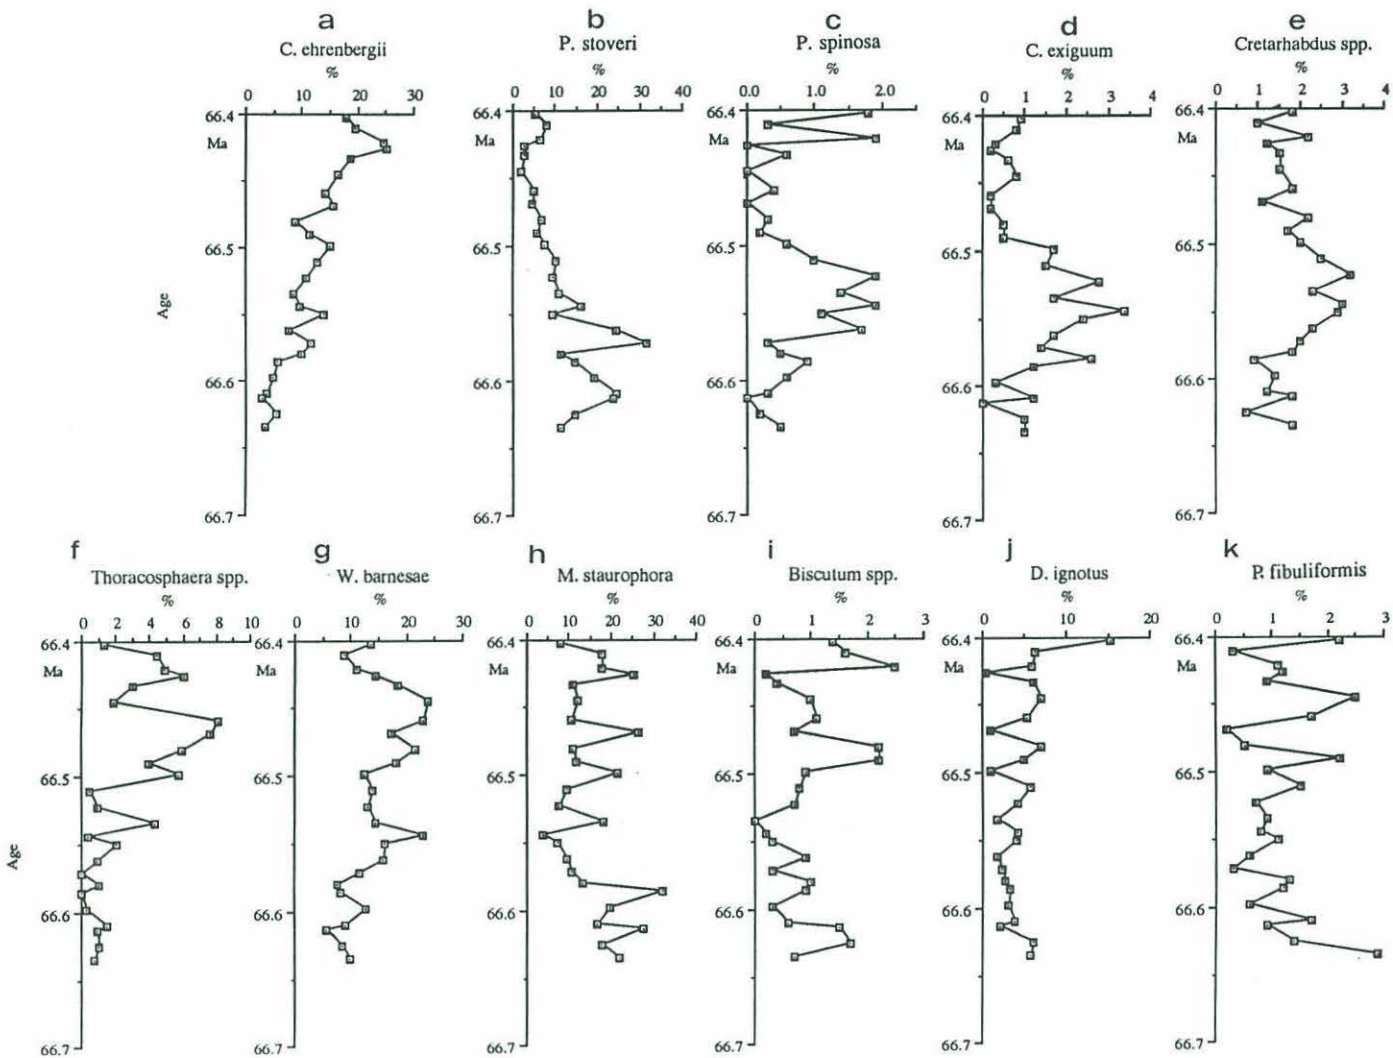 a
C. ehrenbergii
%
0 10 20 30
66.4
Ma
66.5
66.6
66.7
Age
b
P. stoveri
%
0 10 20 30 40
66.4
Ma
66.5
66.6
66.7
c
P. spinosa
%
0.0 1.0 2.0
66.4
Ma
66.5
66.6
66.7
d
C. exiguum
%
0 1 2 3 4
66.4
Ma
66.5
66.6
66.7
e
Cretarhabdus spp.
%
0 1 2 3 4
66.4
Ma
66.5
66.6
66.7
f
Thoracosphaera spp.
%
0 2 4 6 8 10
66.4
Ma
66.5
66.6
66.7
Age
g
W. barnesae
%
0 10 20 30
66.4
Ma
66.5
66.6
66.7
h
M. staurophora
%
0 10 20 30 40
66.4
Ma
66.5
66.6
66.7
i
Biscutum spp.
%
0 1 2 3
66.4
Ma
66.5
66.6
66.7
j
D. ignotus
%
0 10 20
66.4
Ma
66.5
66.6
66.7
k
P. fibuliformis
%
0 1 2 3
66.4
Ma
66.5
66.6
66.7